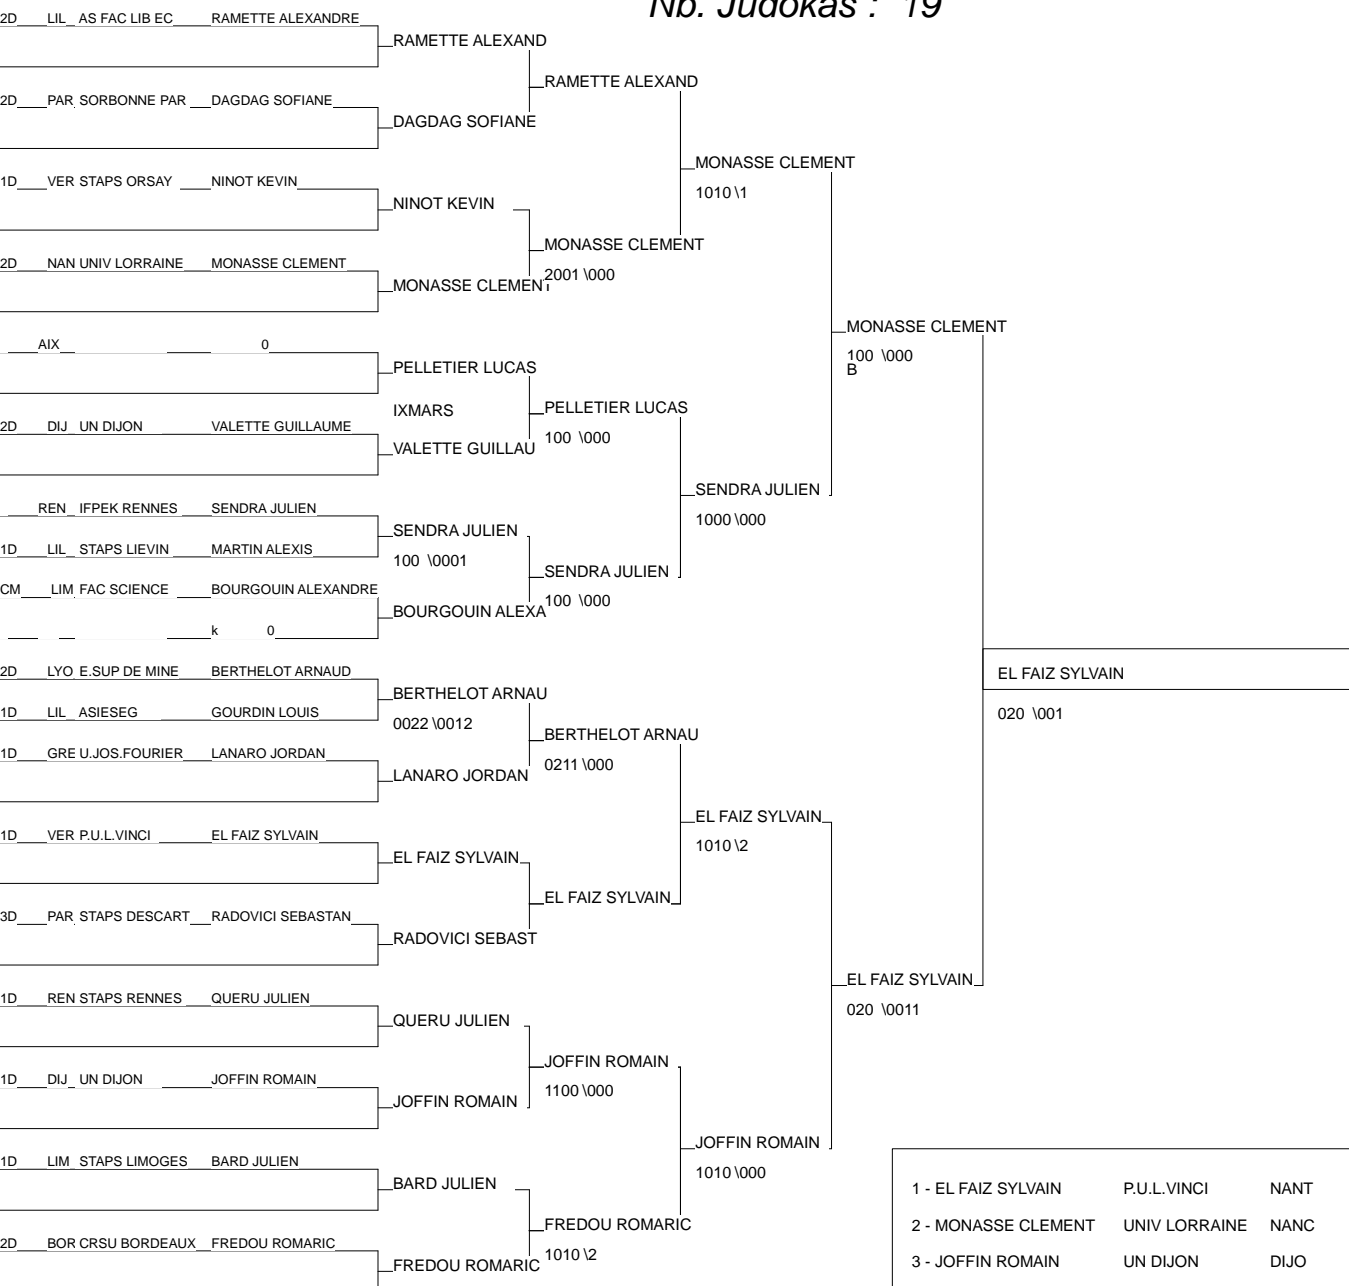 Nb. Judokas : 19
2D LIL AS FAC LIB EC RAMETTE ALEXANDRE
RAMETTE ALEXAND
RAMETTE ALEXAND
2D PAR SORBONNE PAR DAGDAG SOFIANE
DAGDAG SOFIANE
MONASSE CLEMENT
1010 \1
1D VER STAPS ORSAY NINOT KEVIN
NINOT KEVIN
MONASSE CLEMENT
2001 \000
2D NAN UNIV LORRAINE MONASSE CLEMENT
MONASSE CLEMENT
MONASSE CLEMENT
100 \000
B
AIX 0
PELLETIER LUCAS
IXMARS
PELLETIER LUCAS
100 \000
2D DIJ UN DIJON VALETTE GUILLAUME
VALETTE GUILLAU
SENDRA JULIEN
1000 \000
REN IFPEK RENNES SENDRA JULIEN
SENDRA JULIEN
100 \0001
1D LIL STAPS LIEVIN MARTIN ALEXIS
SENDRA JULIEN
100 \000
CM LIM FAC SCIENCE BOURGOUIN ALEXANDRE
BOURGOUIN ALEXA
k 0
2D LYO E.SUP DE MINE BERTHELOT ARNAUD
EL FAIZ SYLVAIN
020 \001
BERTHELOT ARNAU
0022 \0012
1D LIL ASIESEG GOURDIN LOUIS
BERTHELOT ARNAU
0211 \000
1D GRE U.JOS.FOURIER LANARO JORDAN
LANARO JORDAN
EL FAIZ SYLVAIN
1010 \2
1D VER P.U.L.VINCI EL FAIZ SYLVAIN
EL FAIZ SYLVAIN
EL FAIZ SYLVAIN
3D PAR STAPS DESCART RADOVICI SEBASTAN
RADOVICI SEBAST
EL FAIZ SYLVAIN
020 \0011
1D REN STAPS RENNES QUERU JULIEN
QUERU JULIEN
JOFFIN ROMAIN
1100 \000
1D DIJ UN DIJON JOFFIN ROMAIN
JOFFIN ROMAIN
JOFFIN ROMAIN
1010 \000
1D LIM STAPS LIMOGES BARD JULIEN
BARD JULIEN
FREDOU ROMARIC
1010 \2
2D BOR CRSU BORDEAUX FREDOU ROMARIC
FREDOU ROMARIC
1 - EL FAIZ SYLVAIN P.U.L.VINCI NANT
2 - MONASSE CLEMENT UNIV LORRAINE NANC
3 - JOFFIN ROMAIN UN DIJON DIJO